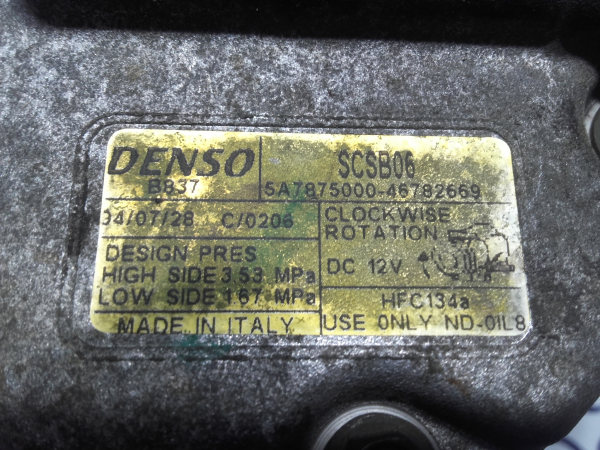 DENSO
B837
SCSB06
5A7875000-46782669
04/07/28 C/0206
CLOCKWISE
ROTATION
DC 12V
DESIGN PRES
HIGH SIDE 3.53 MPa
LOW SIDE 1.67 MPa
HFC134a
MADE IN ITALY
USE ONLY ND-OIL8